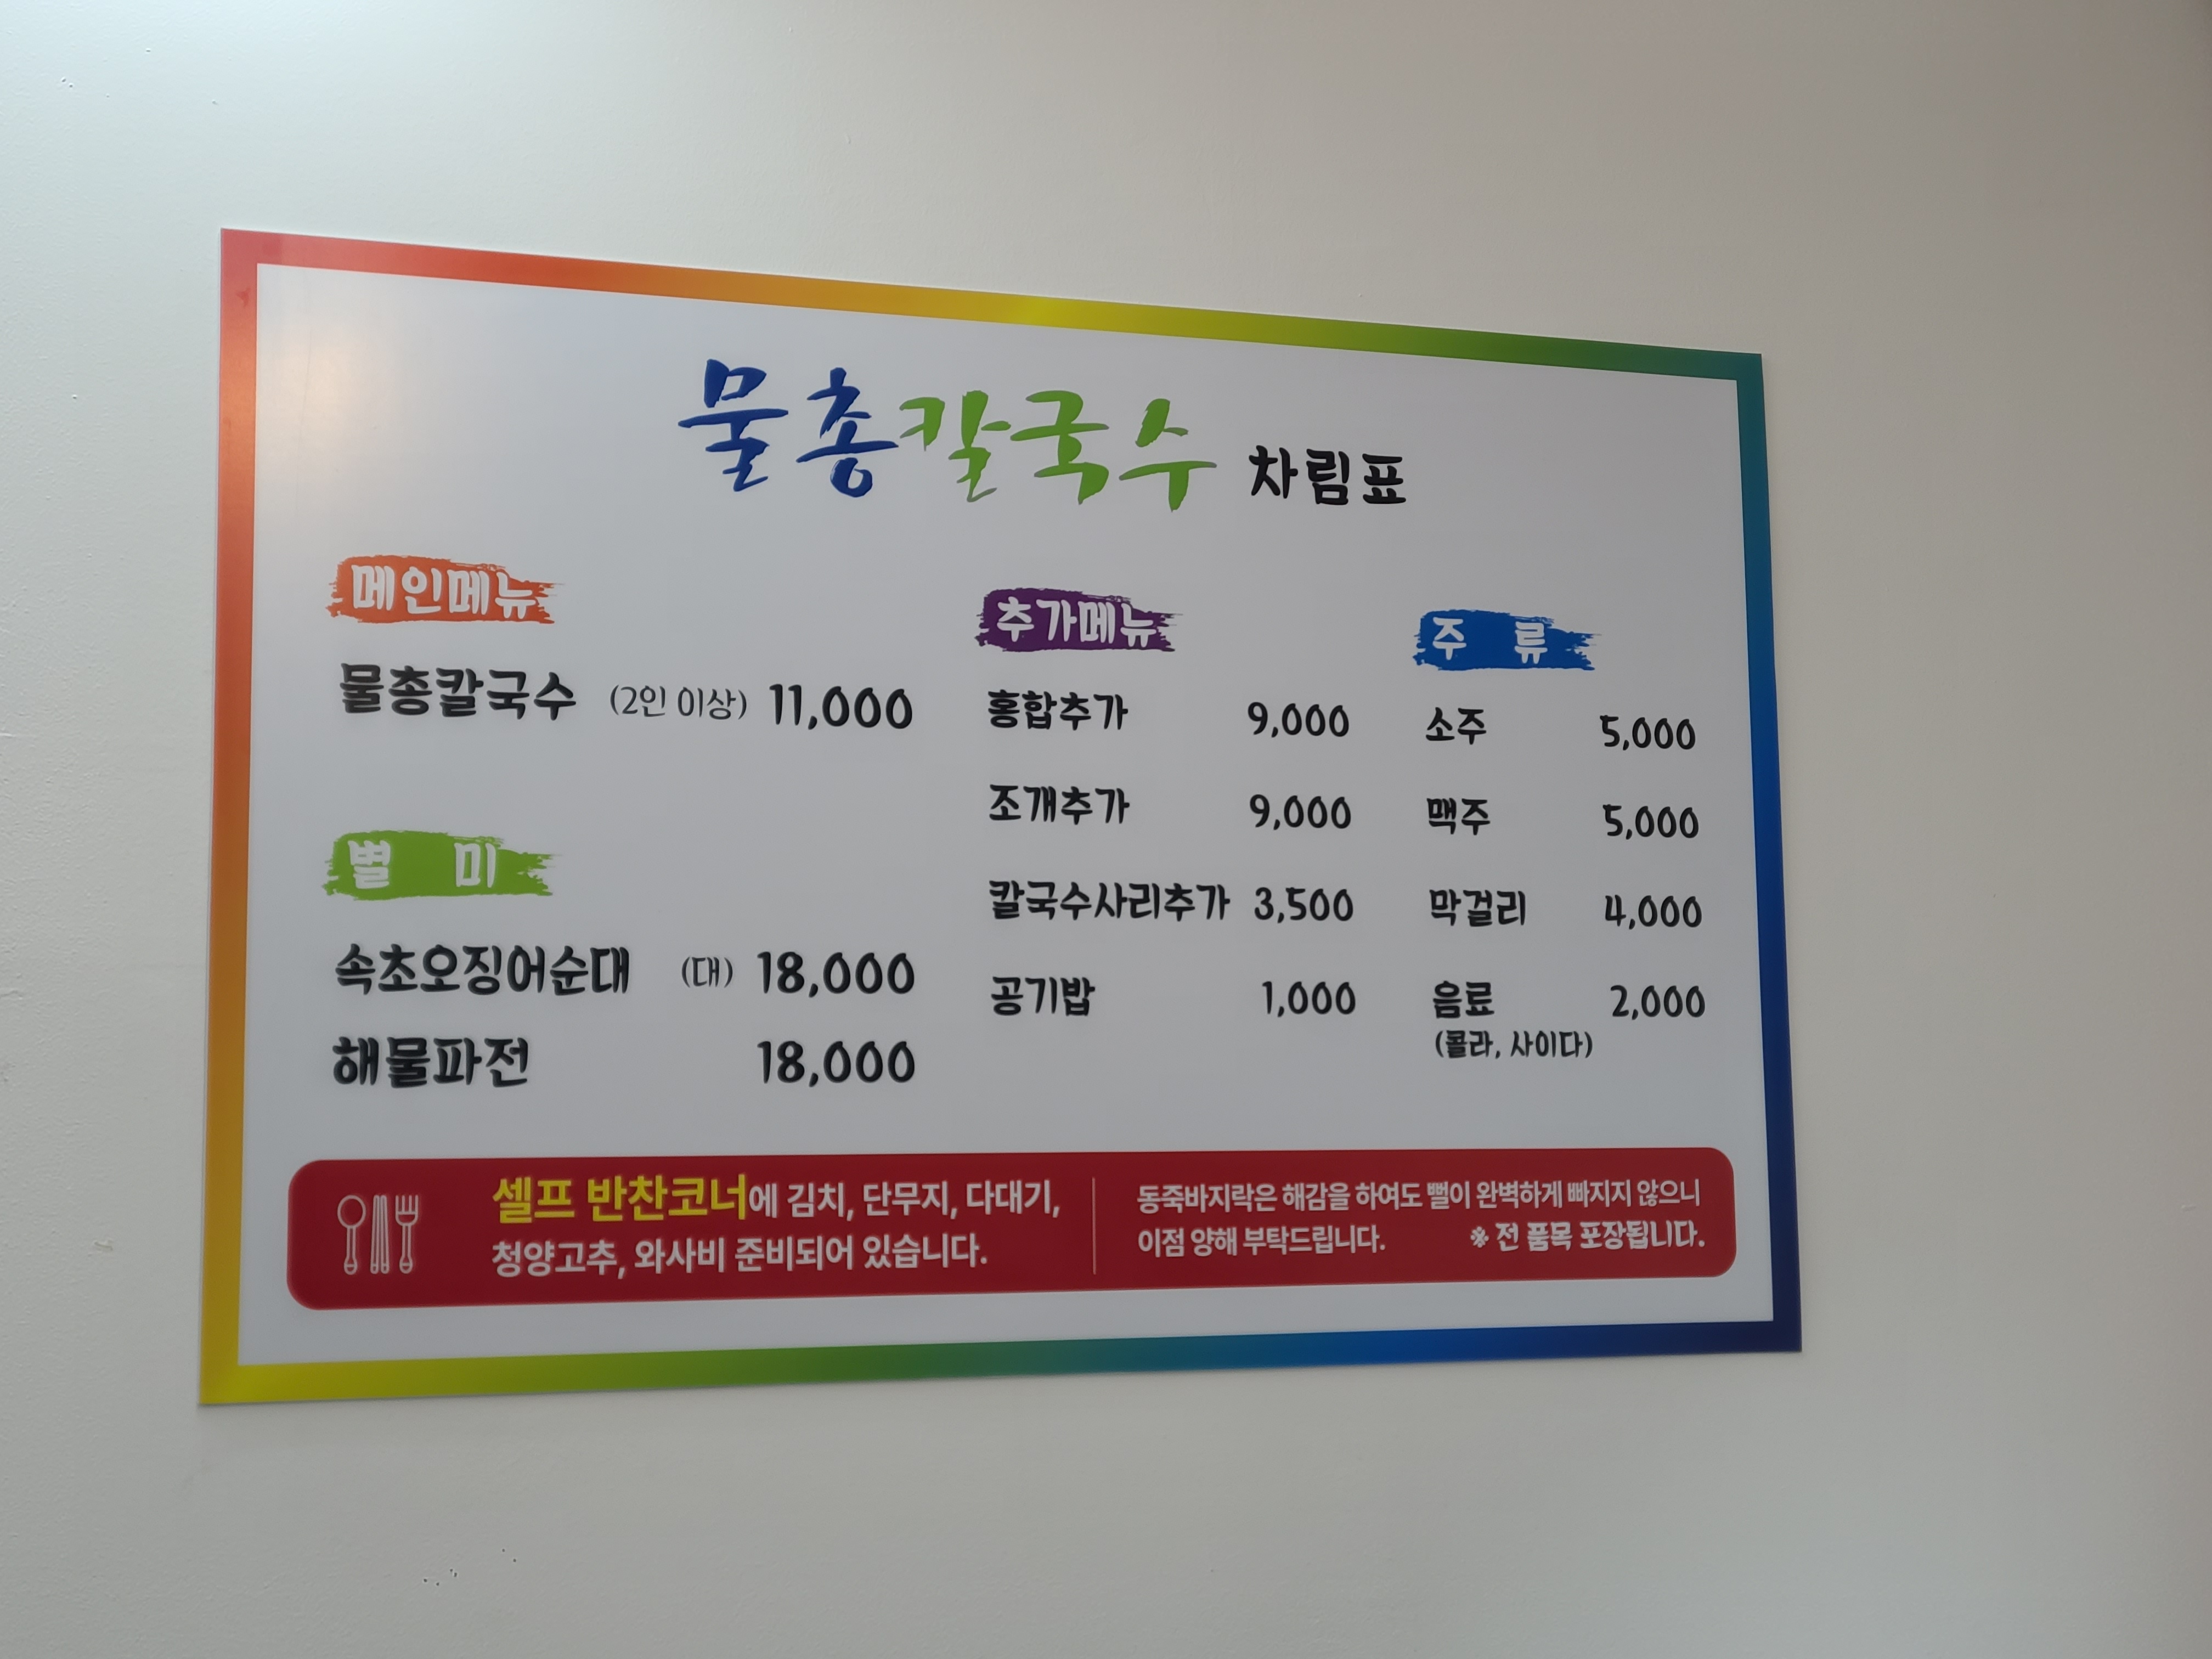 물총칼국수 차림표
메인메뉴
물총칼국수 (2인 이상) 11,000
별 미
속초오징어순대 (대) 18,000
해물파전 18,000
추가메뉴
홍합추가 9,000
조개추가 9,000
칼국수사리추가 3,500
공기밥 1,000
주 류
소주 5,000
맥주 5,000
막걸리 4,000
음료 2,000
(콜라, 사이다)
셀프 반찬코너에 김치, 단무지, 다대기,
청양고추, 와사비 준비되어 있습니다.
동죽바지락은 해감을 하여도 뻘이 완벽하게 빠지지 않으니
이점 양해 부탁드립니다. ※ 전 품목 포장됩니다.